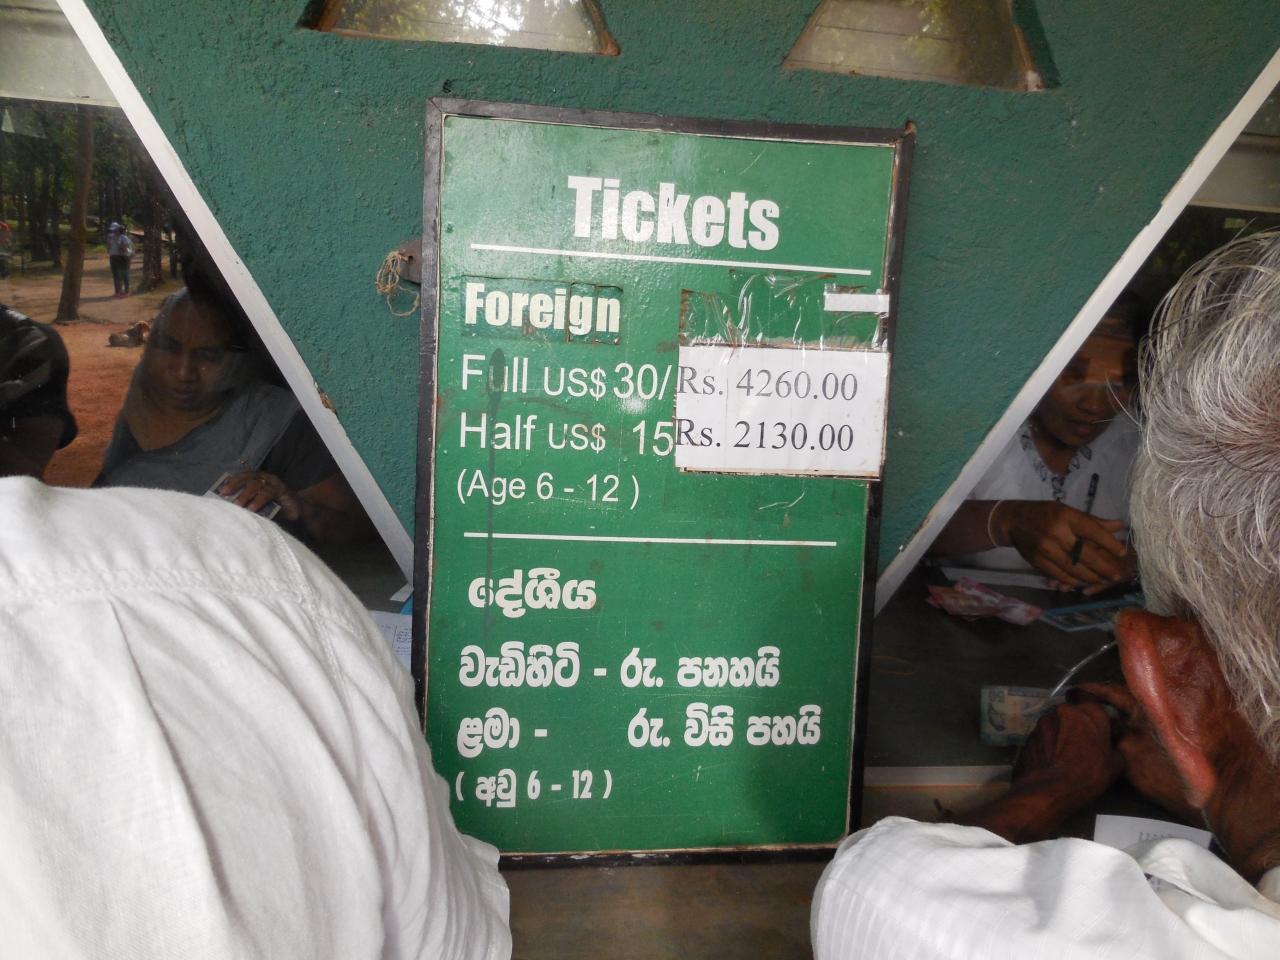 Tickets
Foreign
Full US$ 30/ Rs. 4260.00
Half US$ 15 Rs. 2130.00
(Age 6 - 12 )
දේශීය
වැඩිහිටි - රු. පනහයි
ළමා - රු. විසි පහයි
( අවු 6 - 12 )